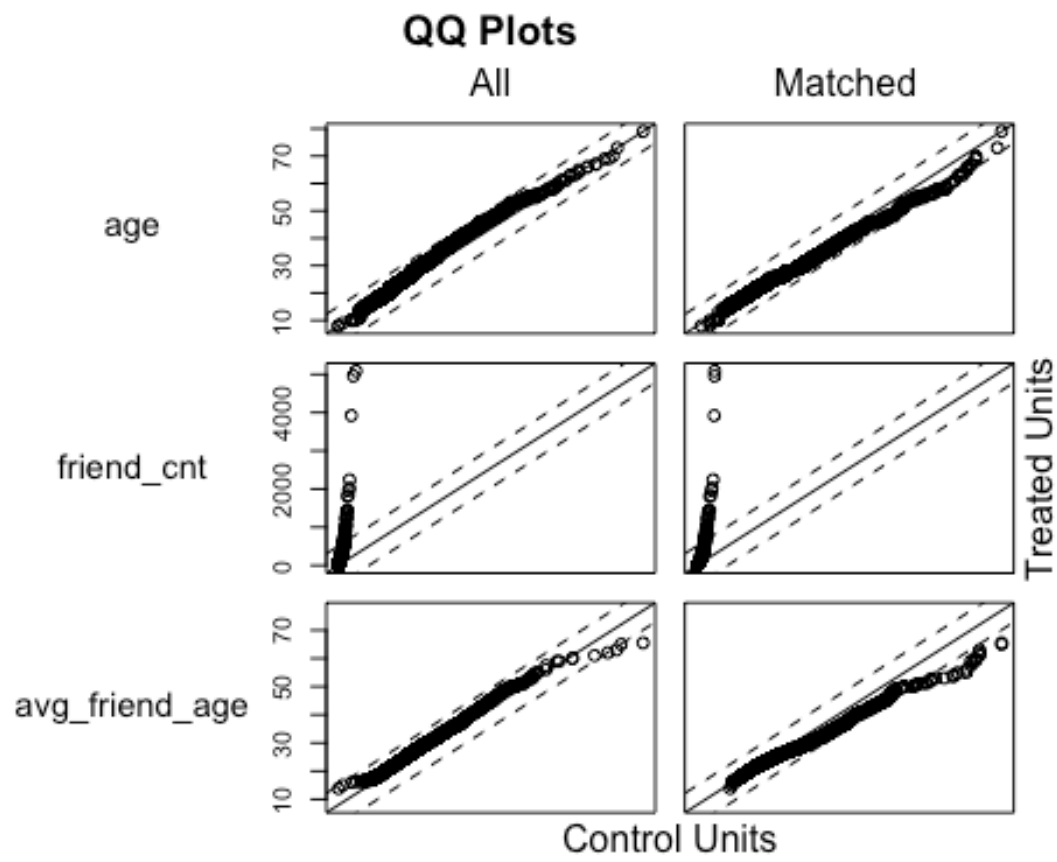 QQ Plots
All Matched
age
10 30 50 70
friend_cnt
0 2000 4000
avg_friend_age
10 30 50 70
Control Units
Treated Units